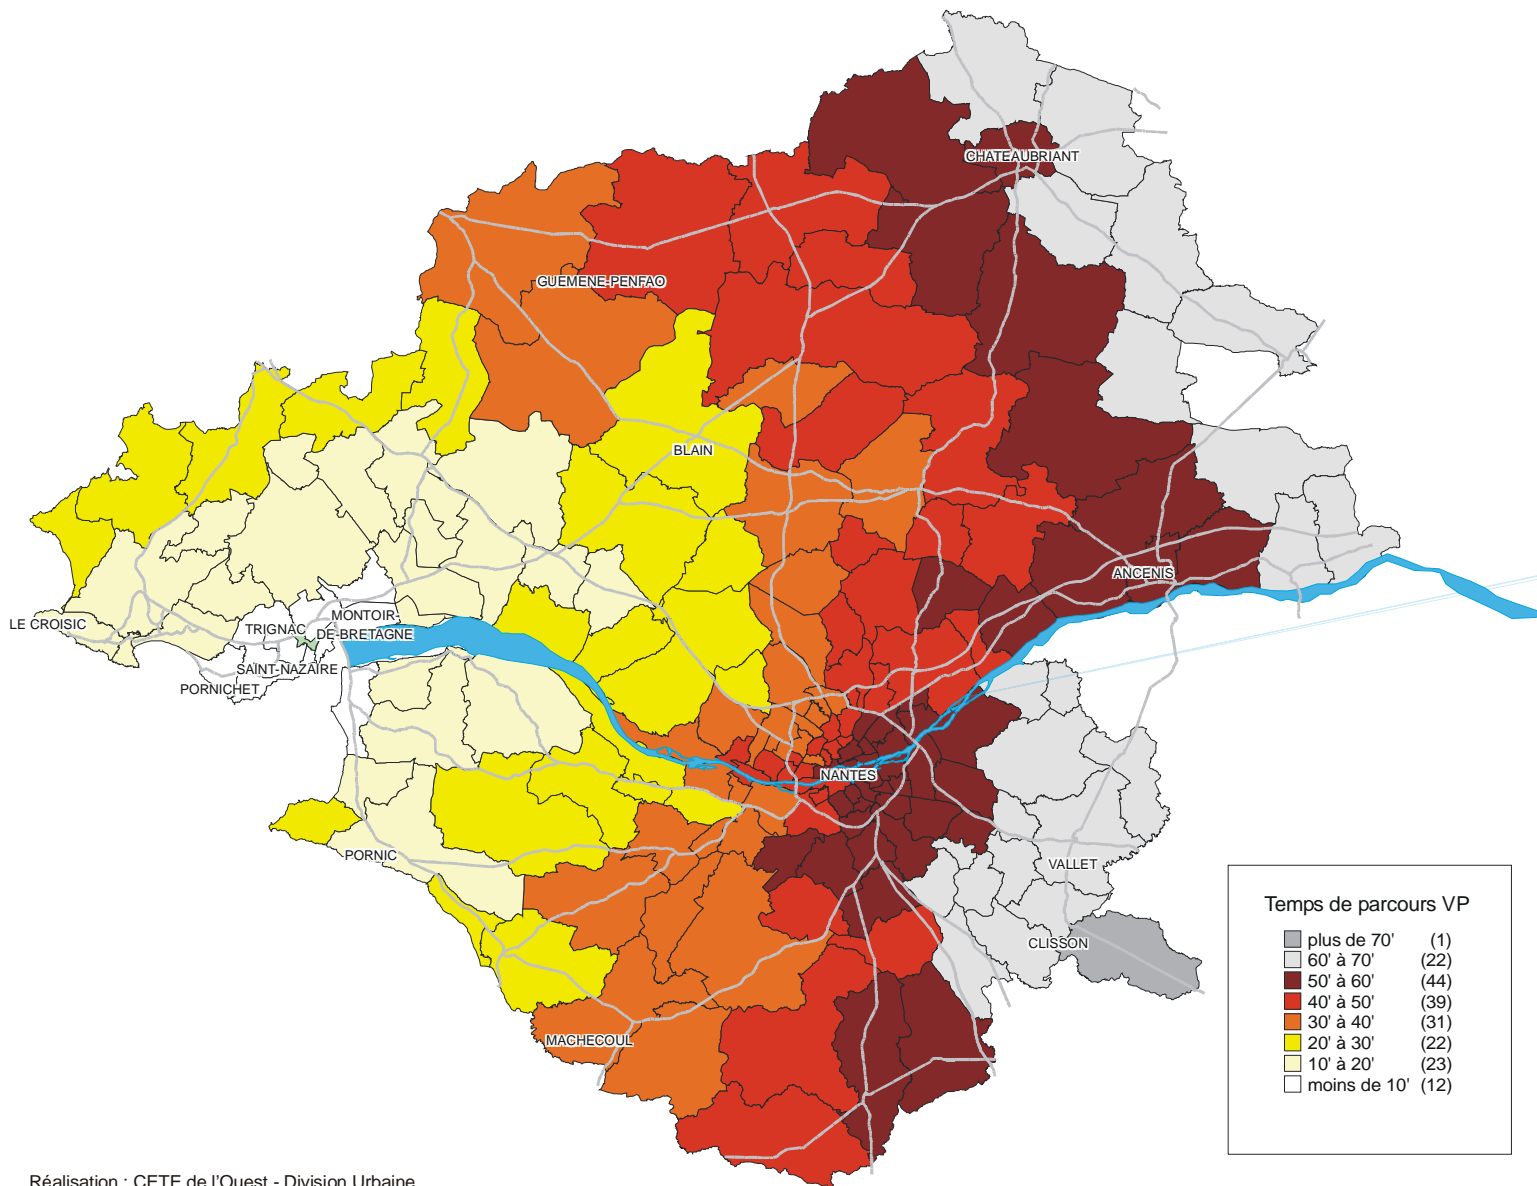 CHATEAUBRIANT
GUEMENE-PENFAO
BLAIN
ANCENIS
LE CROISIC
MONTOIR-
DE-BRETAGNE
TRIGNAC
SAINT-NAZAIRE
PORNICHET
NANTES
PORNIC
VALLET
CLISSON
MACHECOUL
Temps de parcours VP
plus de 70' (1)
60' à 70' (22)
50' à 60' (44)
40' à 50' (39)
30' à 40' (31)
20' à 30' (22)
10' à 20' (23)
moins de 10' (12)
Réalisation : CETE de l'Ouest - Division Urbaine